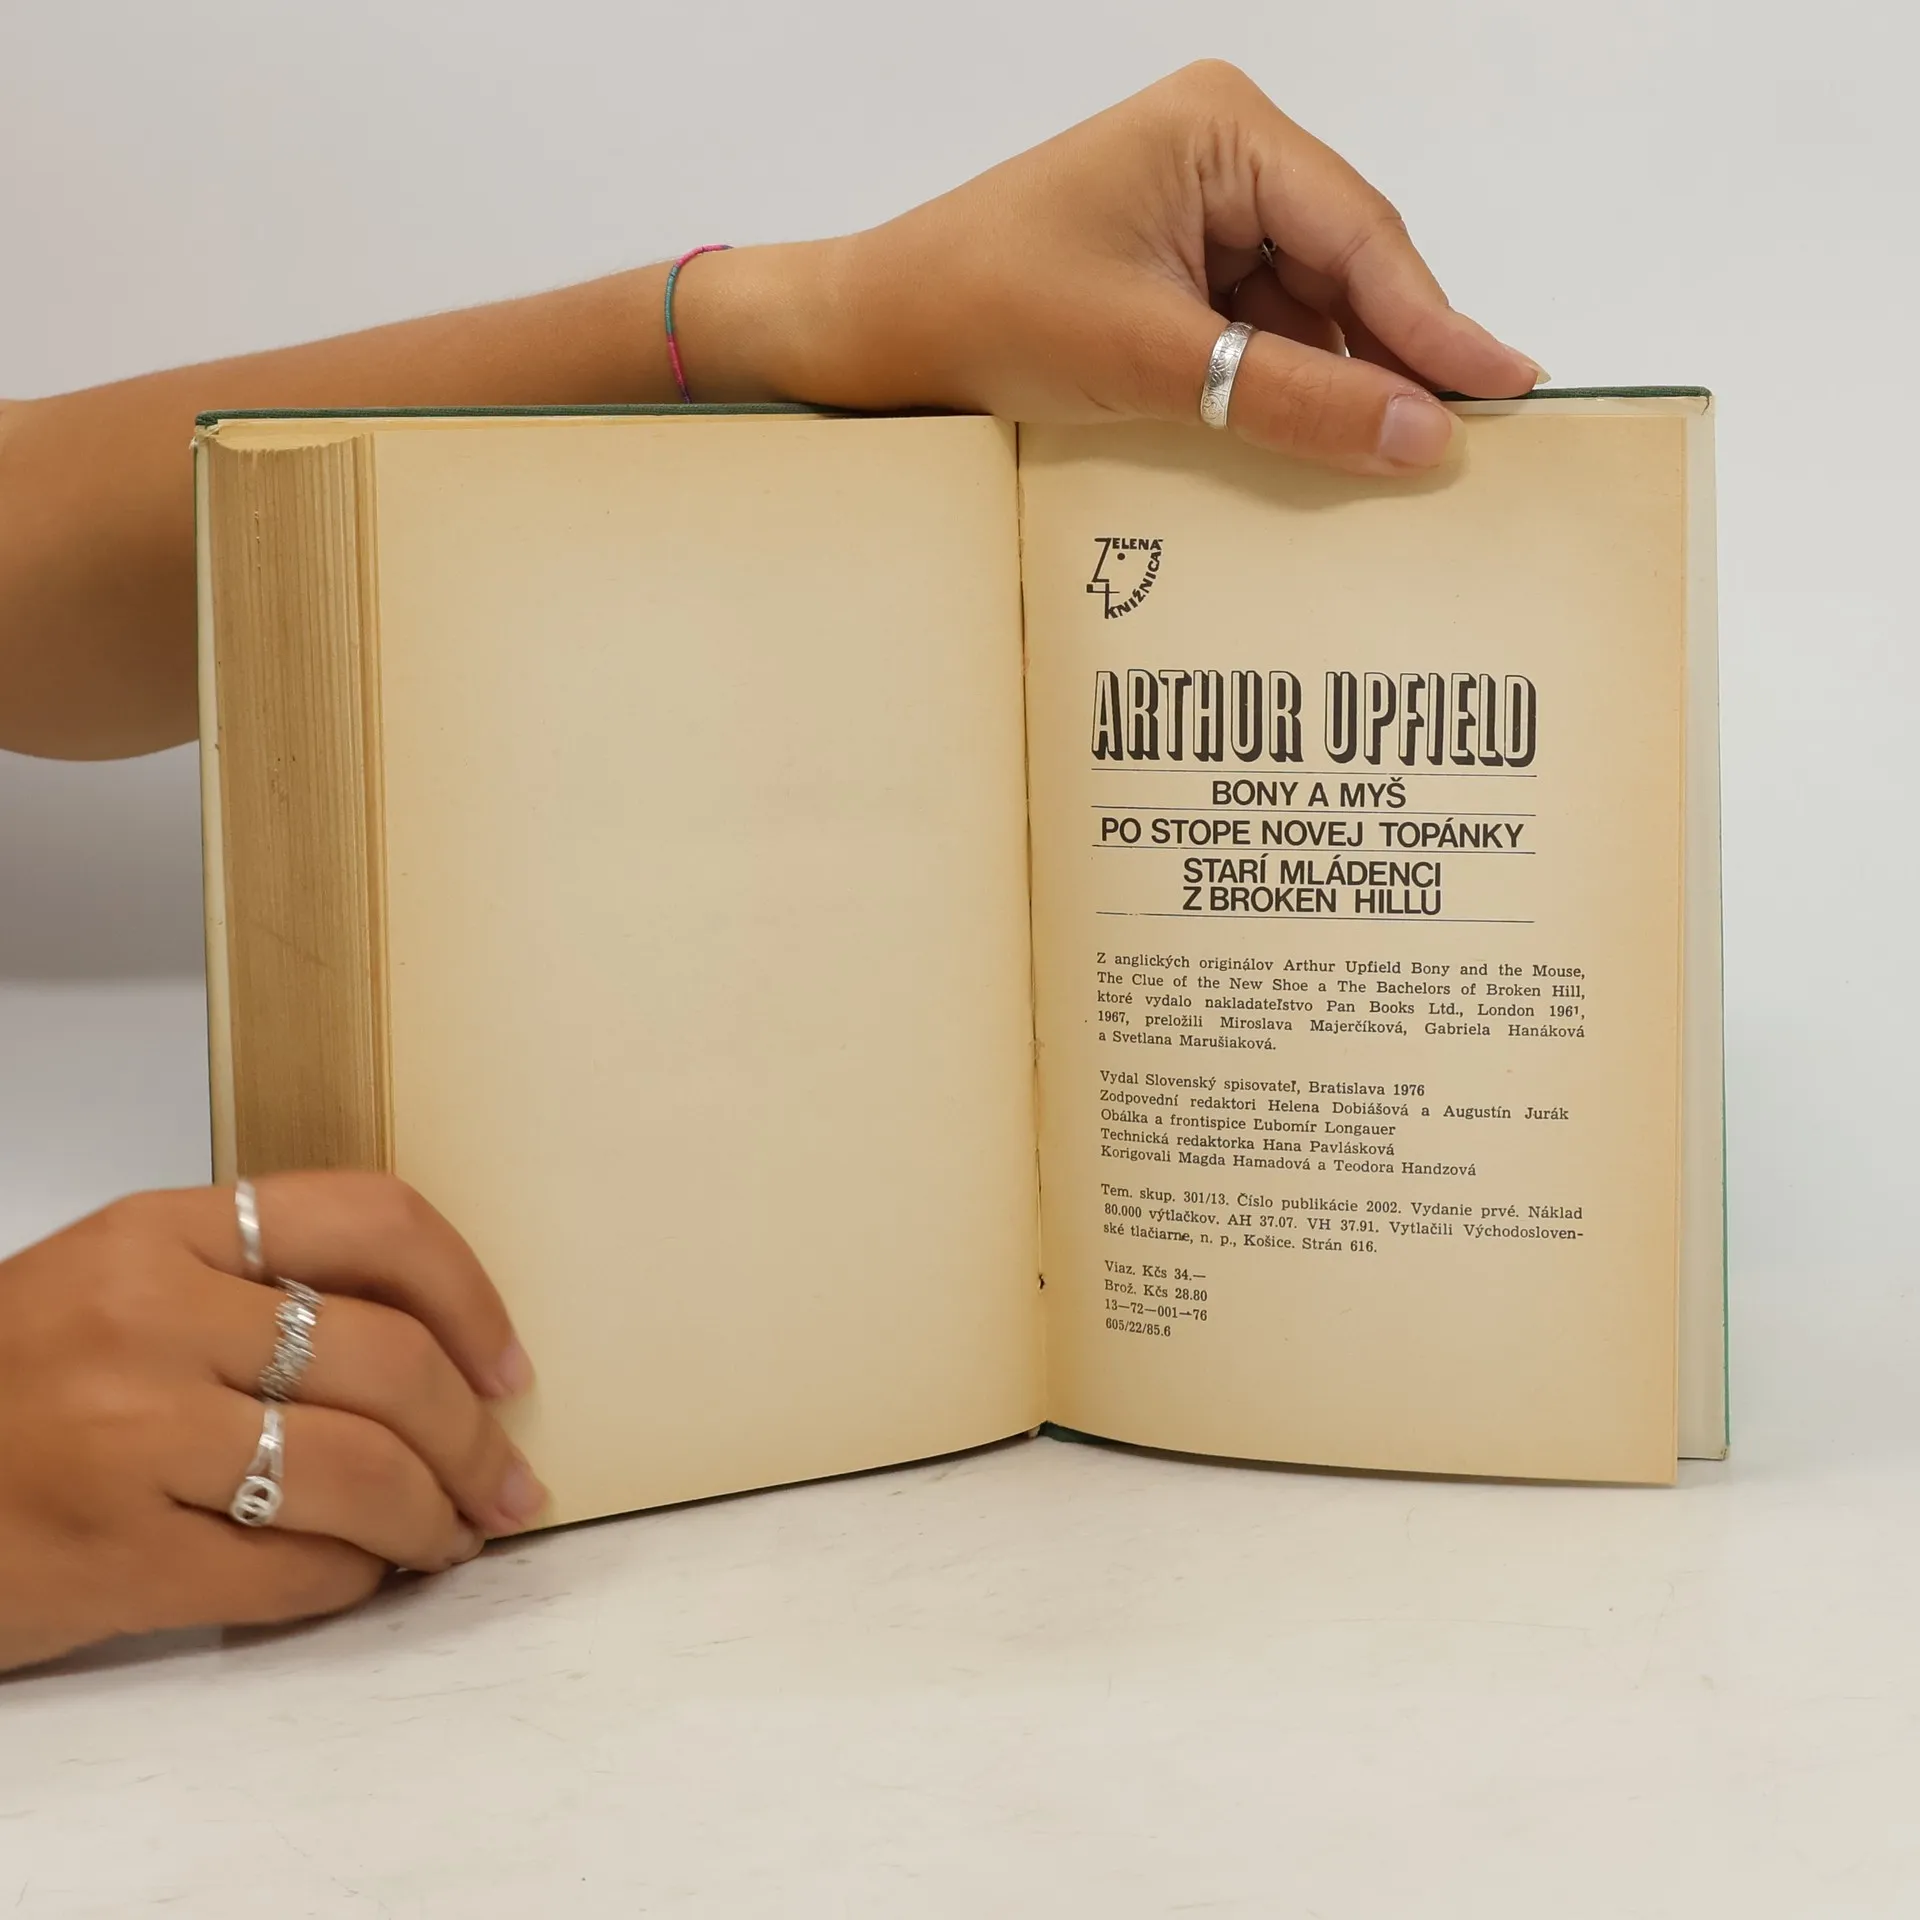 ZELENÁ
KNIŽNICA
ARTHUR UPFIELD
BONY A MYŠ
PO STOPE NOVEJ TOPÁNKY
STARÍ MLÁDENCI
Z BROKEN HILLU
Z anglických originálov Arthur Upfield Bony and the Mouse,
The Clue of the New Shoe a The Bachelors of Broken Hill,
ktoré vydalo nakladateľstvo Pan Books Ltd., London 1961,
1967, preložili Miroslava Majerčíková, Gabriela Hanáková
a Svetlana Marušiaková.
Vydal Slovenský spisovateľ, Bratislava 1976
Zodpovední redaktori Helena Dobiášová a Augustín Jurák
Obálka a frontispice Ľubomír Longauer
Technická redaktorka Hana Pavlásková
Korigovali Magda Hamadová a Teodora Handzová
Tem. skup. 301/13. Číslo publikácie 2002. Vydanie prvé. Náklad
80.000 výtlačkov. AH 37.07. VH 37.91. Vytlačili Východosloven-
ské tlačiarne, n. p., Košice. Strán 616.
Viaz. Kčs 34.—
Brož. Kčs 28.80
13—72—001—76
605/22/85.6